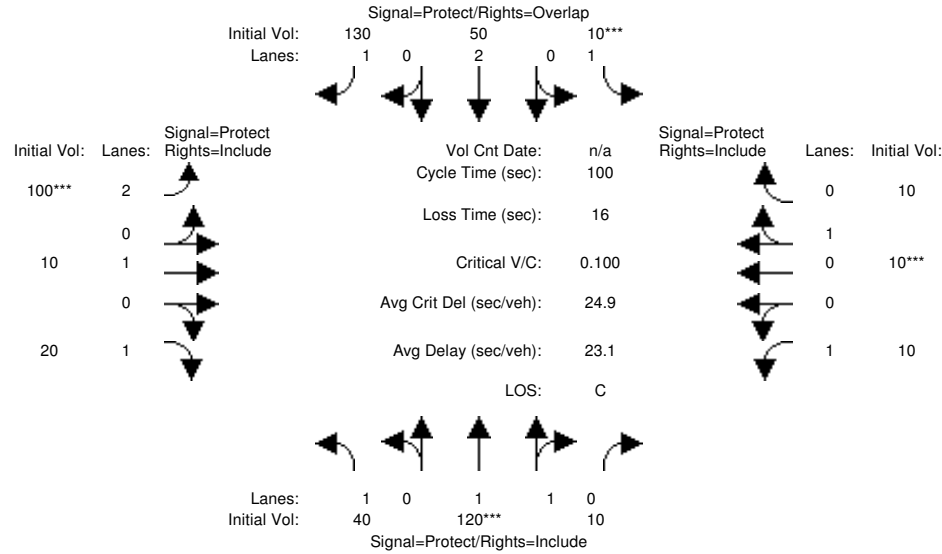 Signal=Protect/Rights=Overlap
Initial Vol: 130 50 10***
Lanes: 1 0 2 0 1
Signal=Protect Signal=Protect
Initial Vol: Lanes: Rights=Include Vol Cnt Date: n/a Rights=Include Lanes: Initial Vol:
Cycle Time (sec): 100
100*** 2 0 10
Loss Time (sec): 16
0 1
10 1 Critical V/C: 0.100 0 10***
0 Avg Crit Del (sec/veh): 24.9 0
20 1 Avg Delay (sec/veh): 23.1 1 10
LOS: C
Lanes: 1 0 1 1 0
Initial Vol: 40 120*** 10
Signal=Protect/Rights=Include